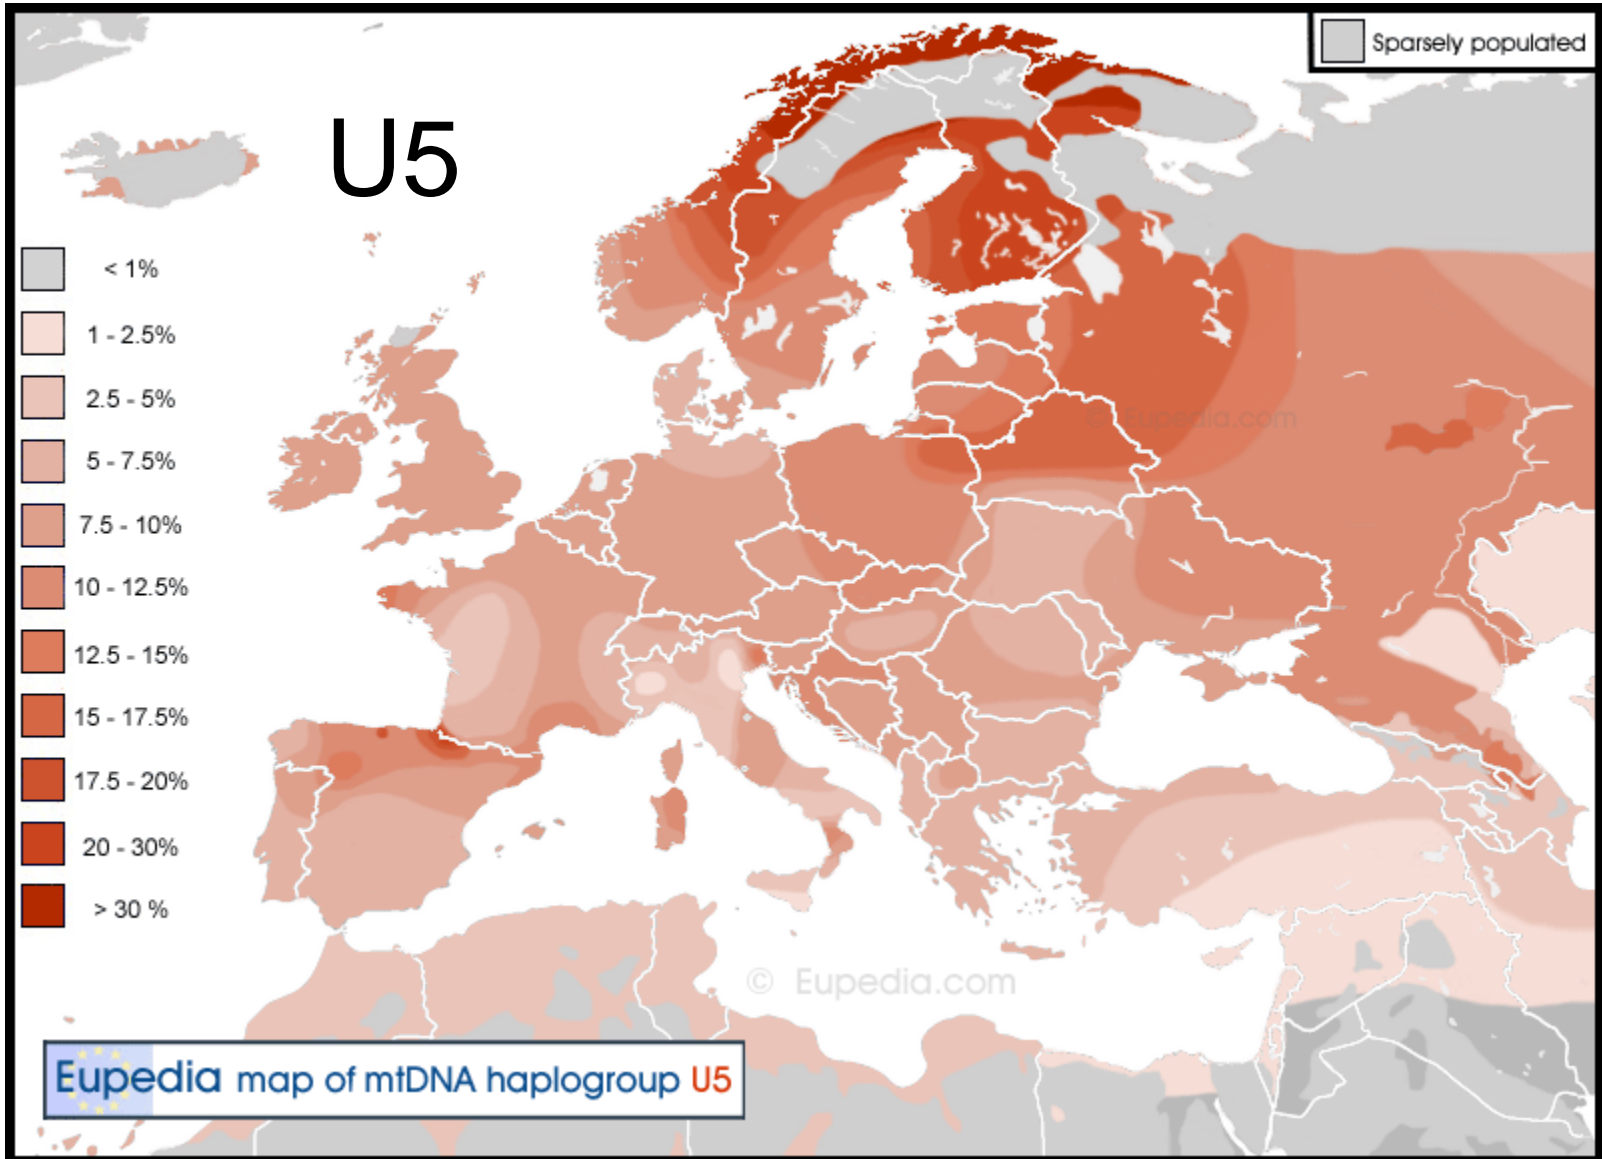 Sparsely populated
U5
< 1%
1 - 2.5%
2.5 - 5%
5 - 7.5%
7.5 - 10%
10 - 12.5%
12.5 - 15%
15 - 17.5%
17.5 - 20%
20 - 30%
> 30 %
© Eupedia.com
© Eupedia.com
Eupedia map of mtDNA haplogroup U5